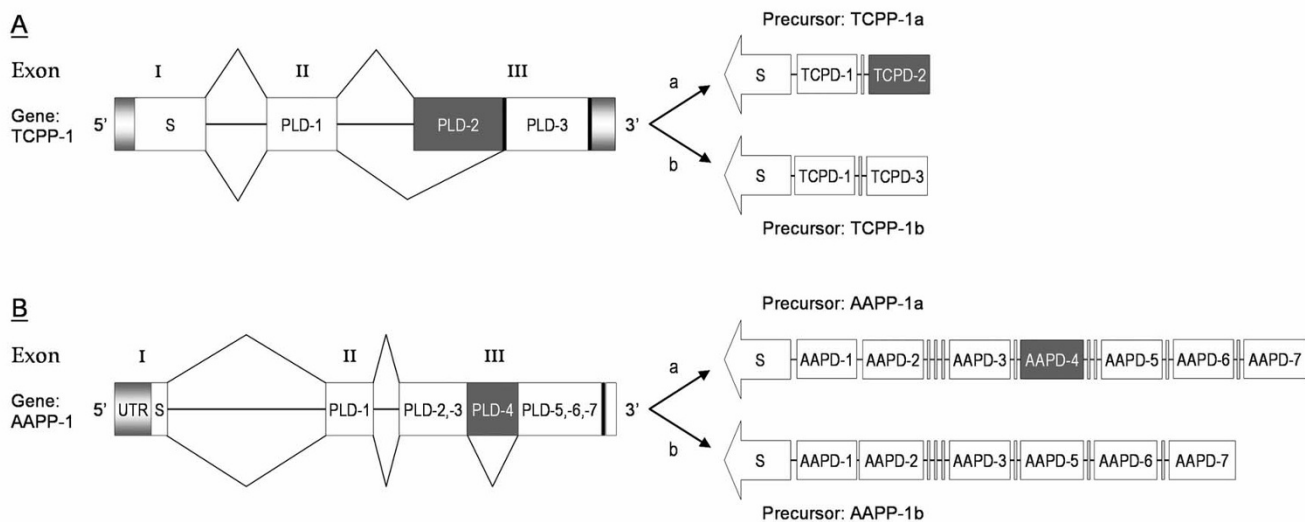 A
Precursor: TCPP-1a
Exon I II III
a
S TCPD-1 TCPD-2
Gene:
TCPP-1
5’ S PLD-1 PLD-2 PLD-3 3’
b
S TCPD-1 TCPD-3
Precursor: TCPP-1b
B
Precursor: AAPP-1a
Exon I II III
a
S AAPD-1 AAPD-2 AAPD-3 AAPD-4 AAPD-5 AAPD-6 AAPD-7
Gene:
AAPP-1
5’ UTR S PLD-1 PLD-2,-3 PLD-4 PLD-5,-6,-7 3’
b
S AAPD-1 AAPD-2 AAPD-3 AAPD-5 AAPD-6 AAPD-7
Precursor: AAPP-1b